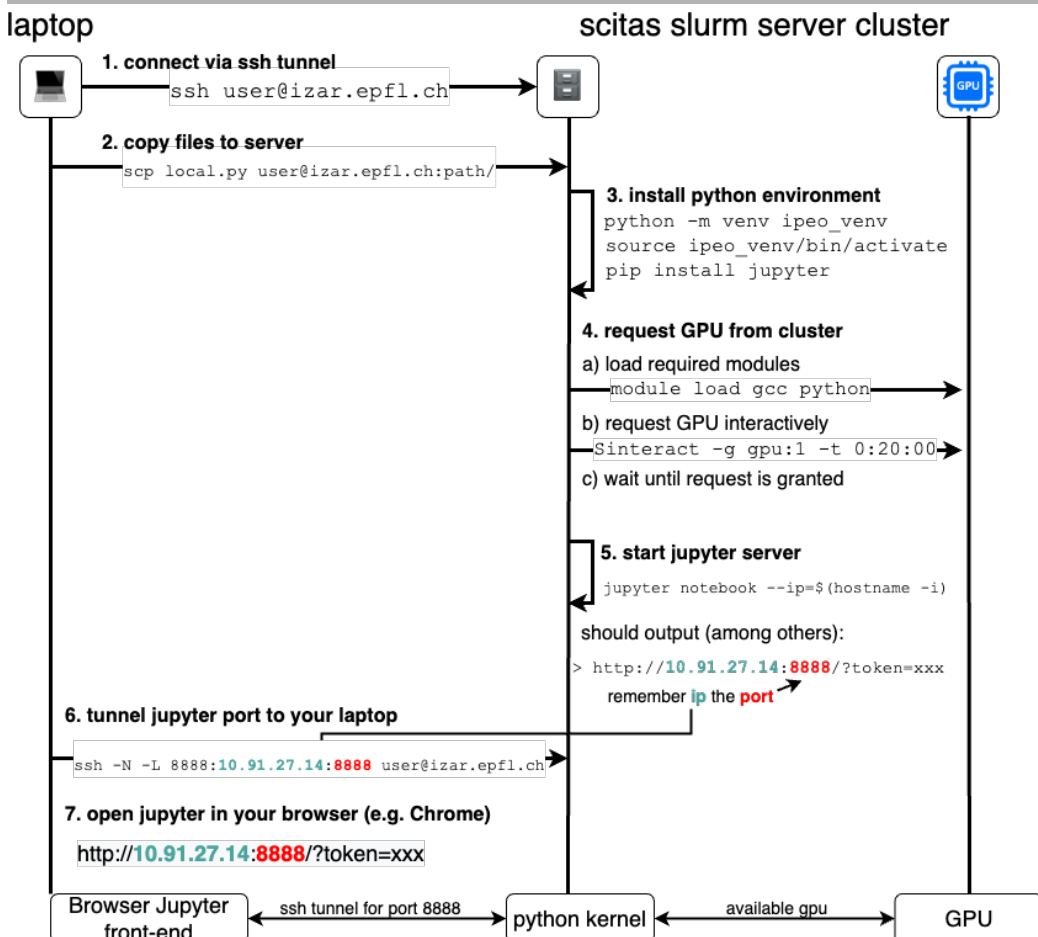 laptop
scitas slurm server cluster
1. connect via ssh tunnel
ssh user@izar.epfl.ch
GPU
2. copy files to server
scp local.py user@izar.epfl.ch:path/
3. install python environment
python -m venv ipeo_venv
source ipeo_venv/bin/activate
pip install jupyter
4. request GPU from cluster
a) load required modules
module load gcc python
b) request GPU interactively
Sinteract -g gpu:1 -t 0:20:00
c) wait until request is granted
5. start jupyter server
jupyter notebook --ip=$(hostname -i)
should output (among others):
> http://10.91.27.14:8888/?token=xxx
remember ip the port
6. tunnel jupyter port to your laptop
ssh -N -L 8888:10.91.27.14:8888 user@izar.epfl.ch
7. open jupyter in your browser (e.g. Chrome)
http://10.91.27.14:8888/?token=xxx
Browser Jupyter
front-end
ssh tunnel for port 8888
python kernel
available gpu
GPU